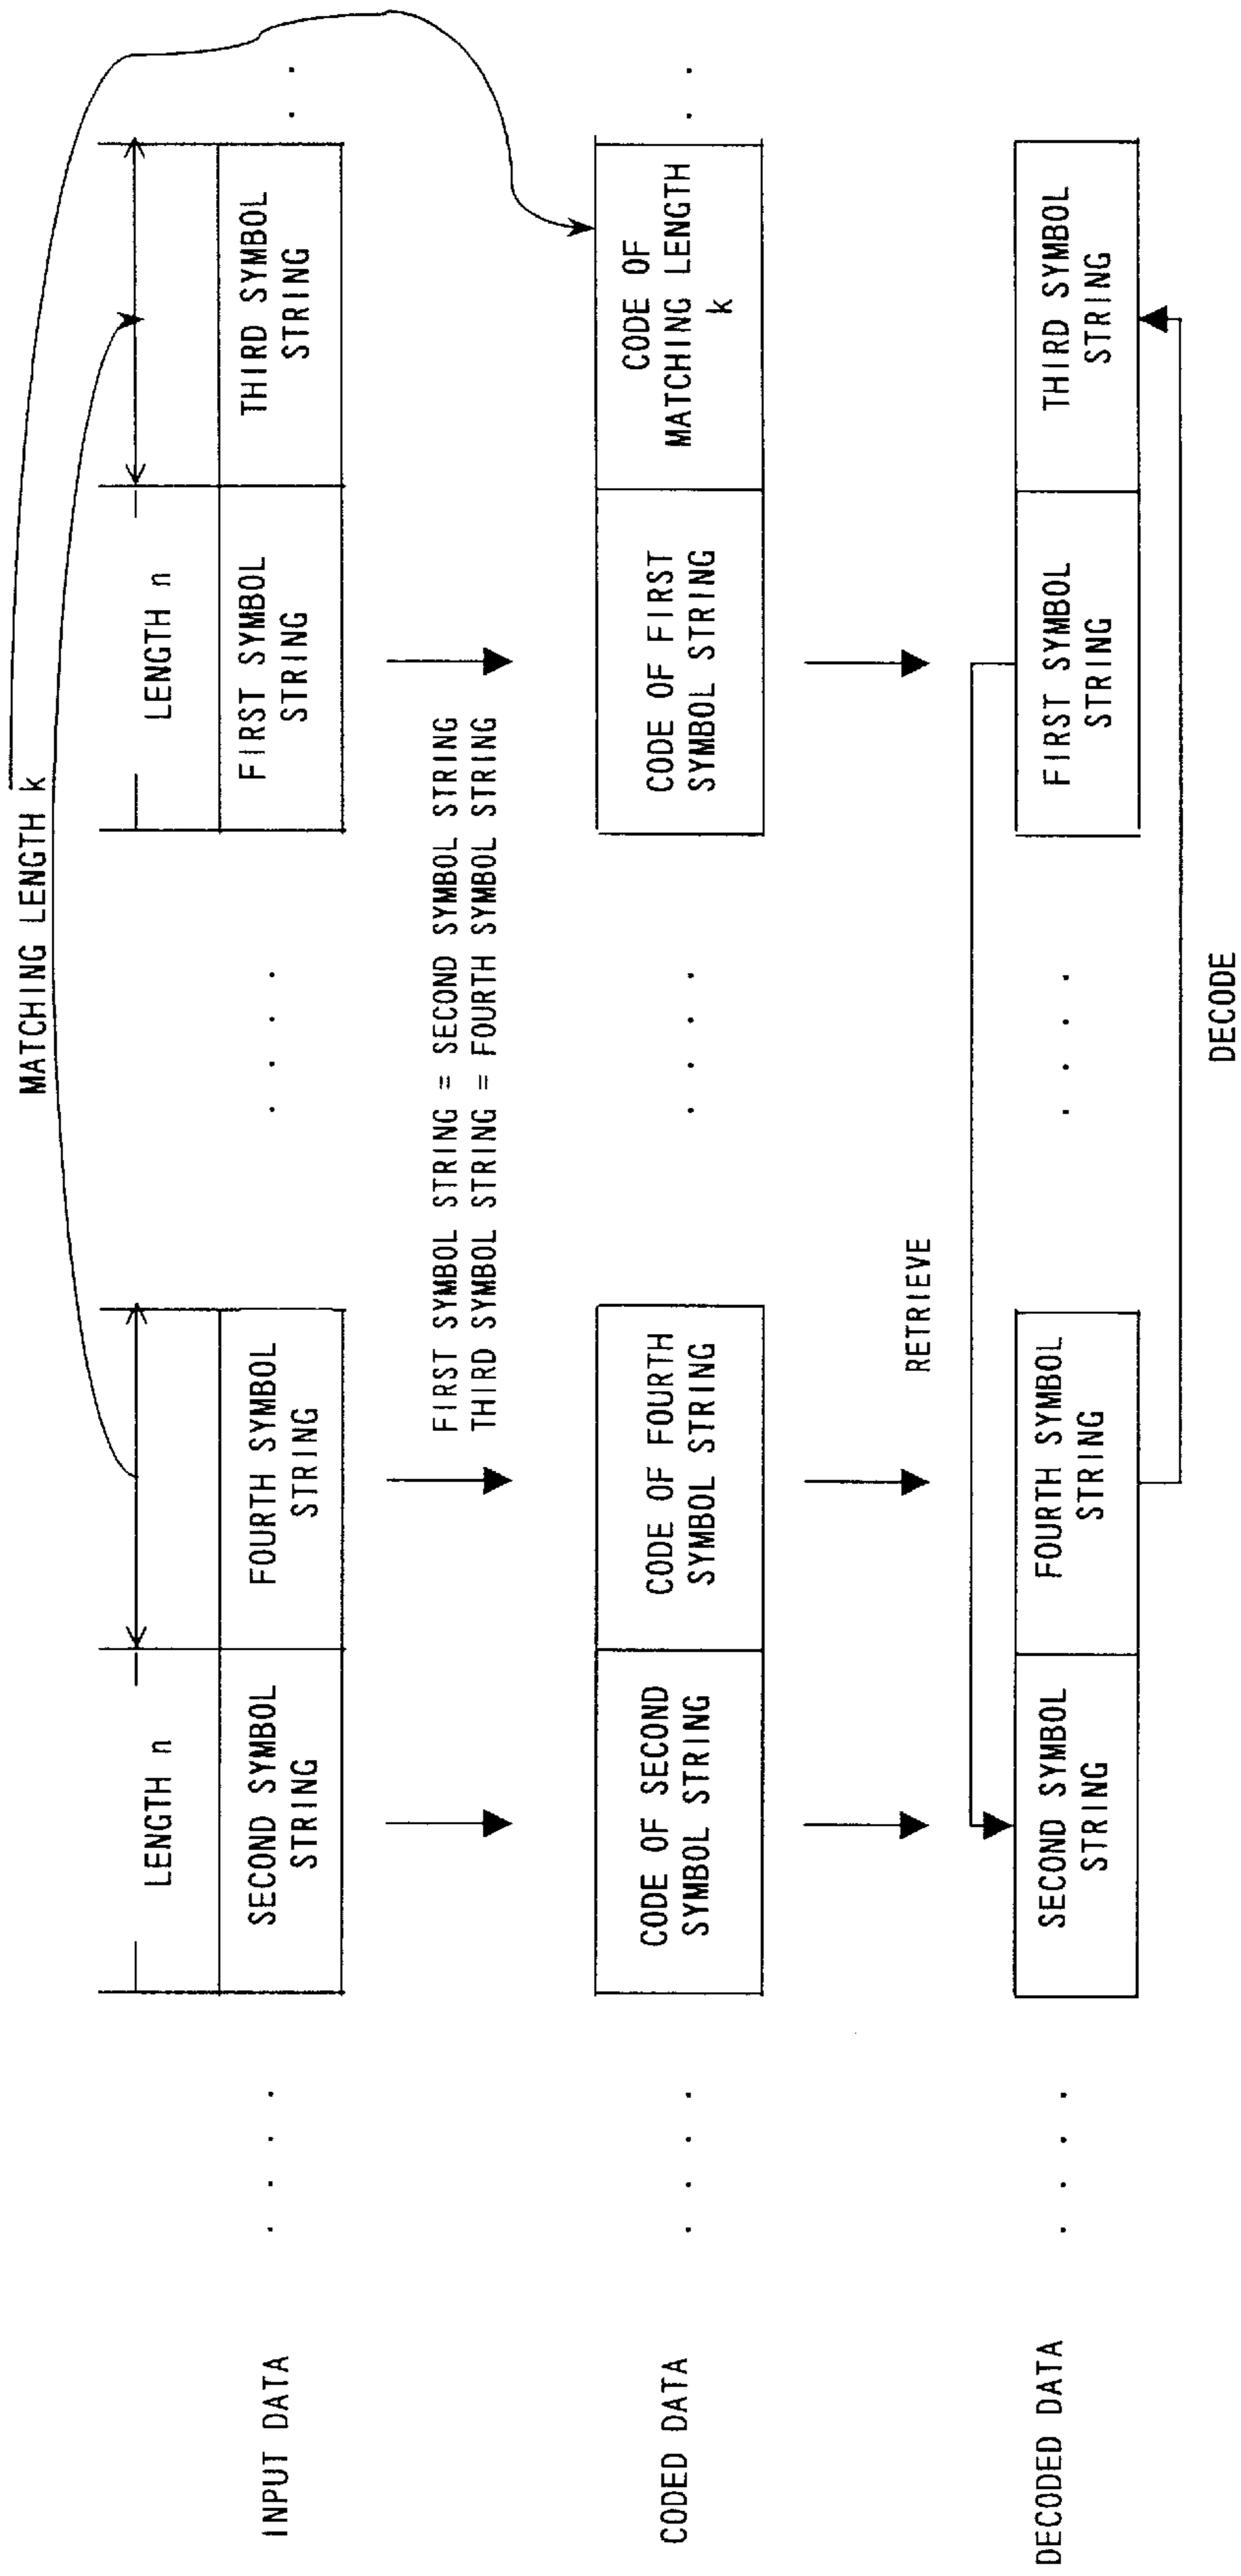 MATCHING LENGTH k
LENGTH n
LENGTH n
INPUT DATA
. . . .
SECOND SYMBOL
STRING
FOURTH SYMBOL
STRING
. . . .
FIRST SYMBOL
STRING
THIRD SYMBOL
STRING
. .
FIRST SYMBOL STRING = SECOND SYMBOL STRING
THIRD SYMBOL STRING = FOURTH SYMBOL STRING
CODED DATA
. . . .
CODE OF SECOND
SYMBOL STRING
CODE OF FOURTH
SYMBOL STRING
. . . .
CODE OF FIRST
SYMBOL STRING
CODE OF
MATCHING LENGTH
k
. .
RETRIEVE
DECODED DATA
. . . .
SECOND SYMBOL
STRING
FOURTH SYMBOL
STRING
. . . .
FIRST SYMBOL
STRING
THIRD SYMBOL
STRING
DECODE